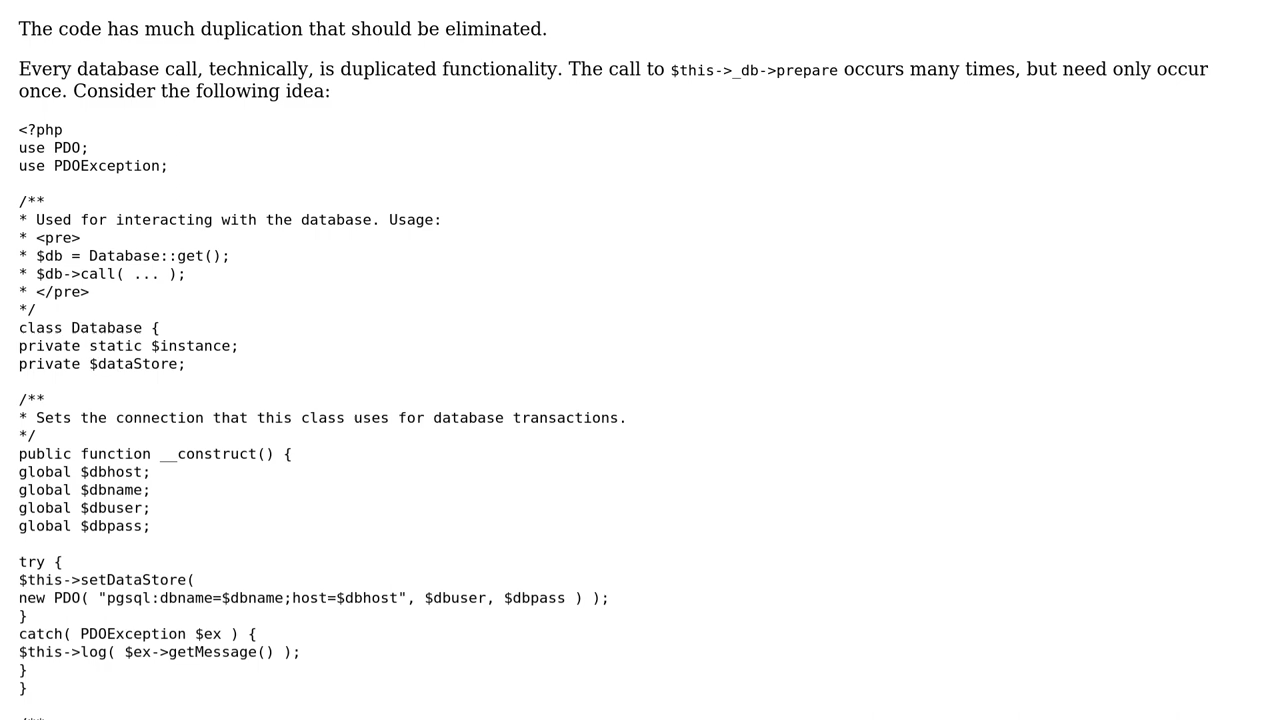 The code has much duplication that should be eliminated.
Every database call, technically, is duplicated functionality. The call to $this->_db->prepare occurs many times, but need only occur
once. Consider the following idea:
<?php
use PDO;
use PDOException;
/**
* Used for interacting with the database. Usage:
* <pre>
* $db = Database::get();
* $db->call( ... );
* </pre>
*/
class Database {
private static $instance;
private $dataStore;
/**
* Sets the connection that this class uses for database transactions.
*/
public function __construct() {
global $dbhost;
global $dbname;
global $dbuser;
global $dbpass;
try {
$this->setDataStore(
new PDO( "pgsql:dbname=$dbname;host=$dbhost", $dbuser, $dbpass ) );
}
catch( PDOException $ex ) {
$this->log( $ex->getMessage() );
}
}